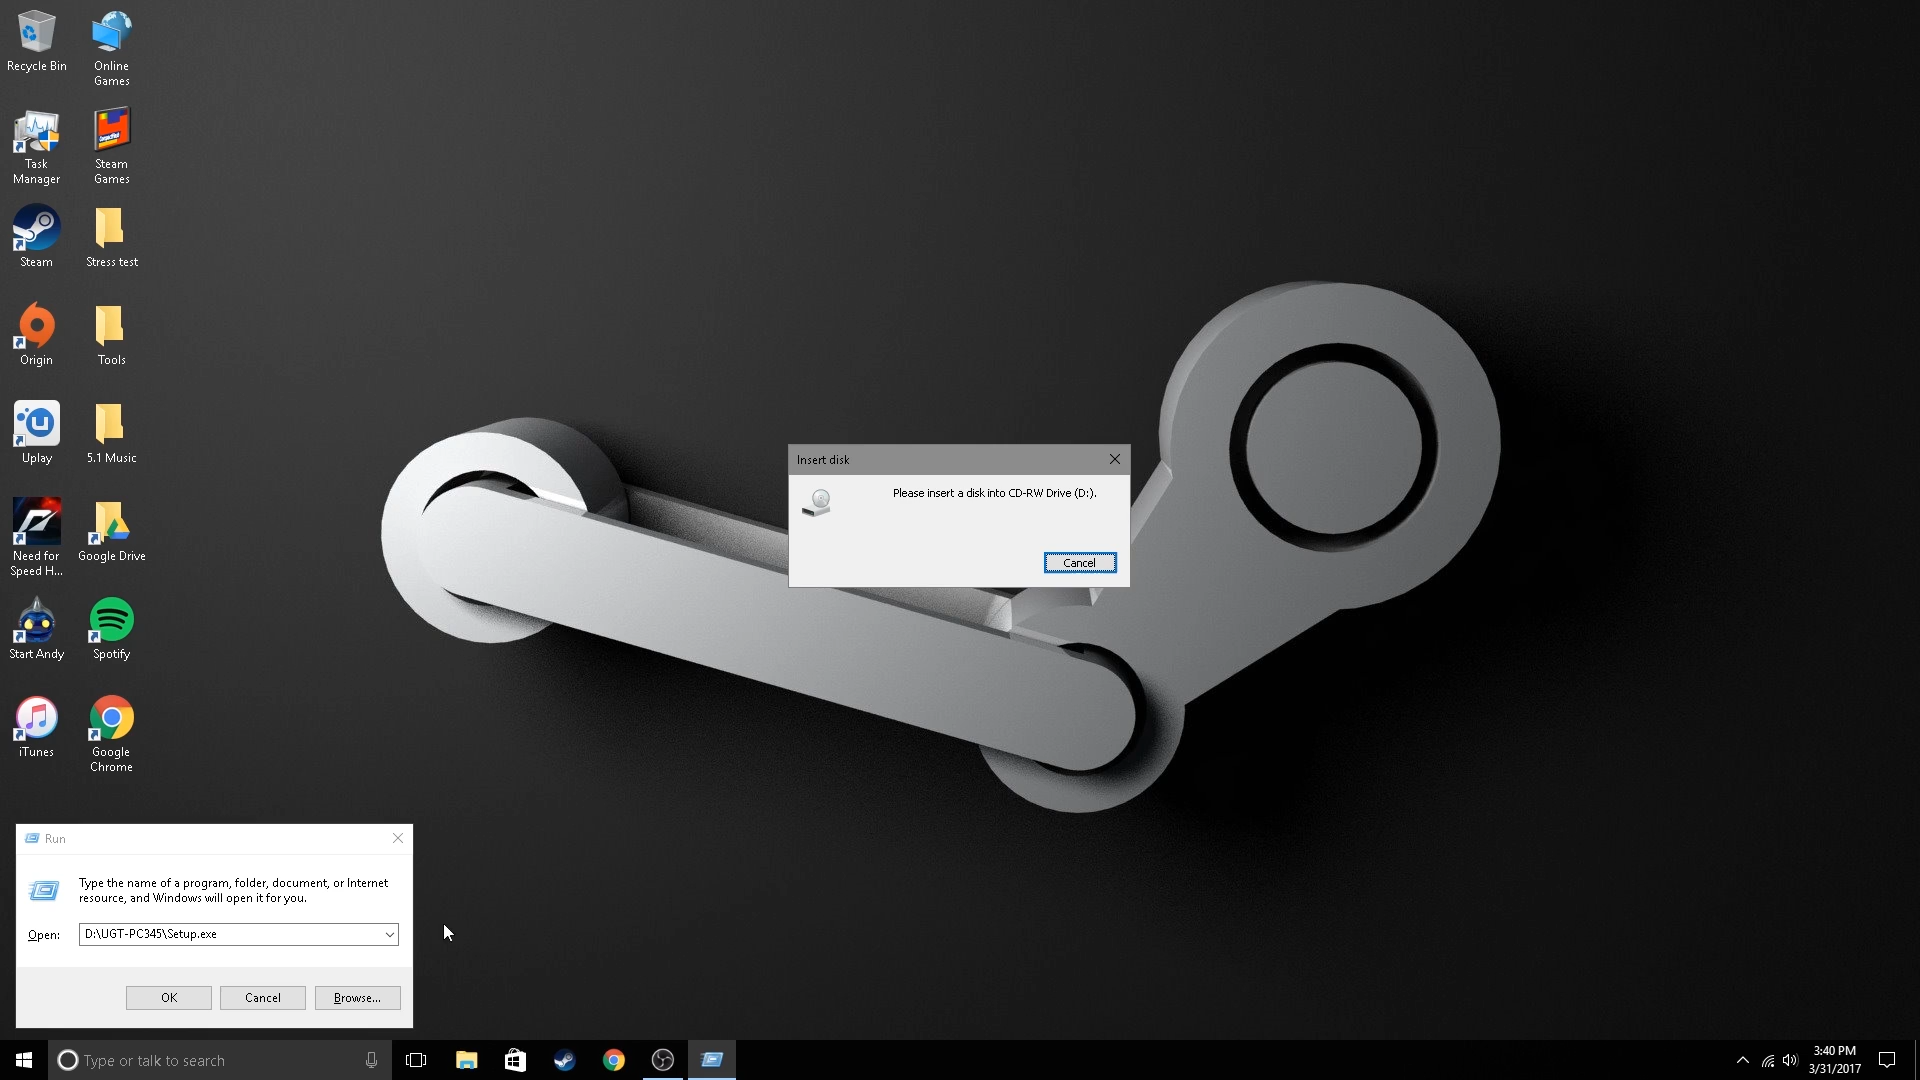 Recycle Bin
Online
Games
Task
Manager
Steam
Games
Steam
Stress test
Origin
Tools
Uplay
5.1 Music
Need for
Speed H...
Google Drive
Start Andy
Spotify
iTunes
Google
Chrome
Insert disk
Please insert a disk into CD-RW Drive (D:).
Cancel
Run
Type the name of a program, folder, document, or Internet
resource, and Windows will open it for you.
Open:
D:\UGT-PC345\Setup.exe
OK
Cancel
Browse...
Type or talk to search
3:40 PM
3/31/2017